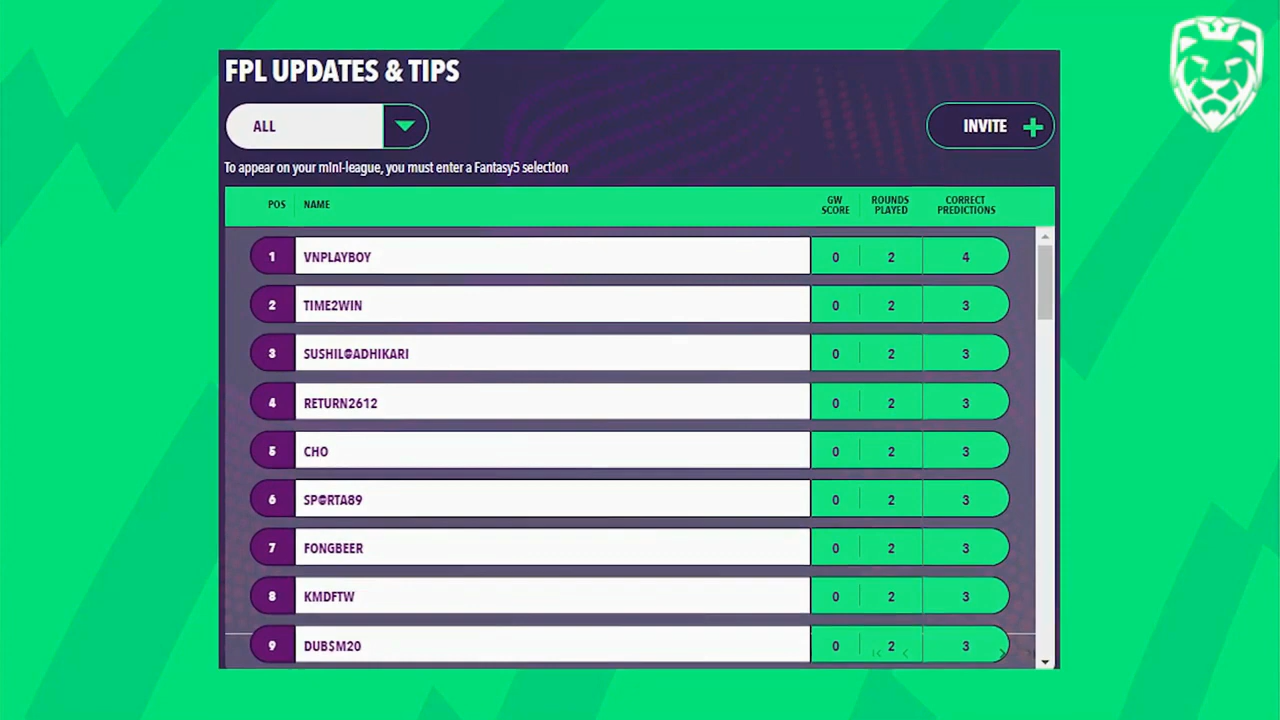 FPL UPDATES & TIPS
ALL
INVITE
To appear on your mini-league, you must enter a Fantasy5 selection
POS NAME GW SCORE ROUNDS PLAYED CORRECT PREDICTIONS
1 VNPLAYBOY 0 2 4
2 TIME2WIN 0 2 3
3 SUSHIL@ADHIKARI 0 2 3
4 RETURN2612 0 2 3
5 CHO 0 2 3
6 SP@RTA89 0 2 3
7 FONGBEER 0 2 3
8 KMDFTW 0 2 3
9 DUB$M20 0 2 3